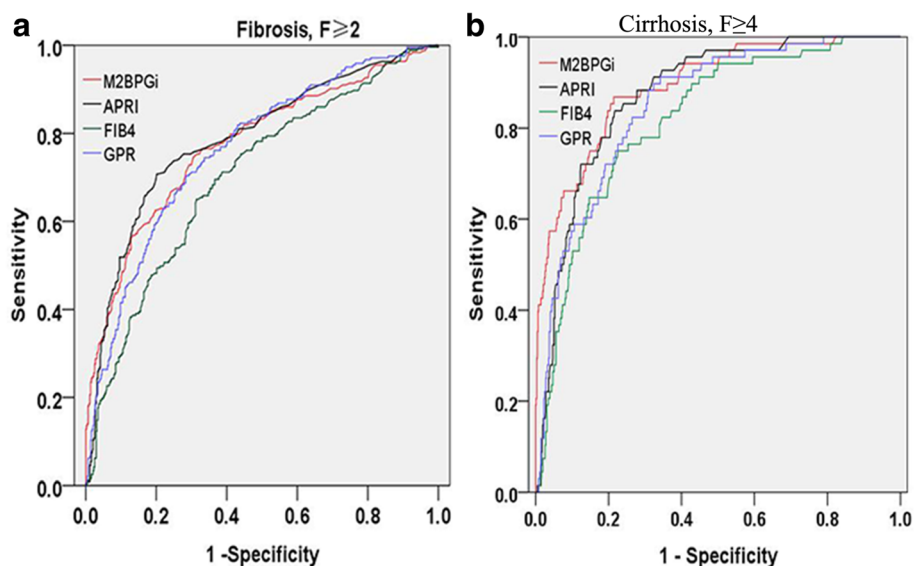 a
Fibrosis, F⩾2
M2BPGi
APRI
FIB4
GPR
Sensitivity
1.0
0.8
0.6
0.4
0.2
0.0
0.0 0.2 0.4 0.6 0.8 1.0
1 -Specificity
b
Cirrhosis, F≥4
M2BPGi
APRI
FIB4
GPR
Sensitivity
1.0
0.8
0.6
0.4
0.2
0.0
0.0 0.2 0.4 0.6 0.8 1.0
1 - Specificity